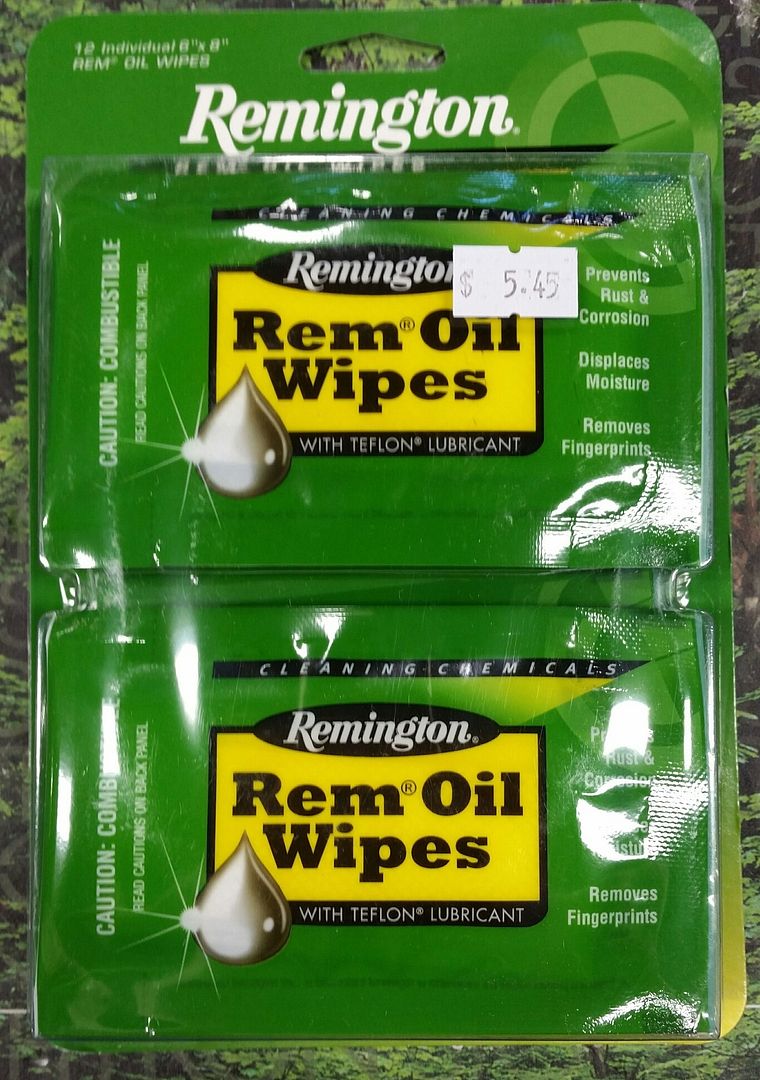 12 Individual 6"x 8"
REM® OIL WIPES
Remington®
CLEANING CHEMICALS
Remington
$ 5.45
Rem® Oil
Wipes
WITH TEFLON® LUBRICANT
Prevents
Rust &
Corrosion
Displaces
Moisture
Removes
Fingerprints
CAUTION: COMBUSTIBLE
READ CAUTIONS ON BACK PANEL
CLEANING CHEMICALS
Remington®
Rem® Oil
Wipes
WITH TEFLON® LUBRICANT
Rust &
Corrosion
Removes
Fingerprints
CAUTION:
READ CAUTIONS ON BACK PANEL